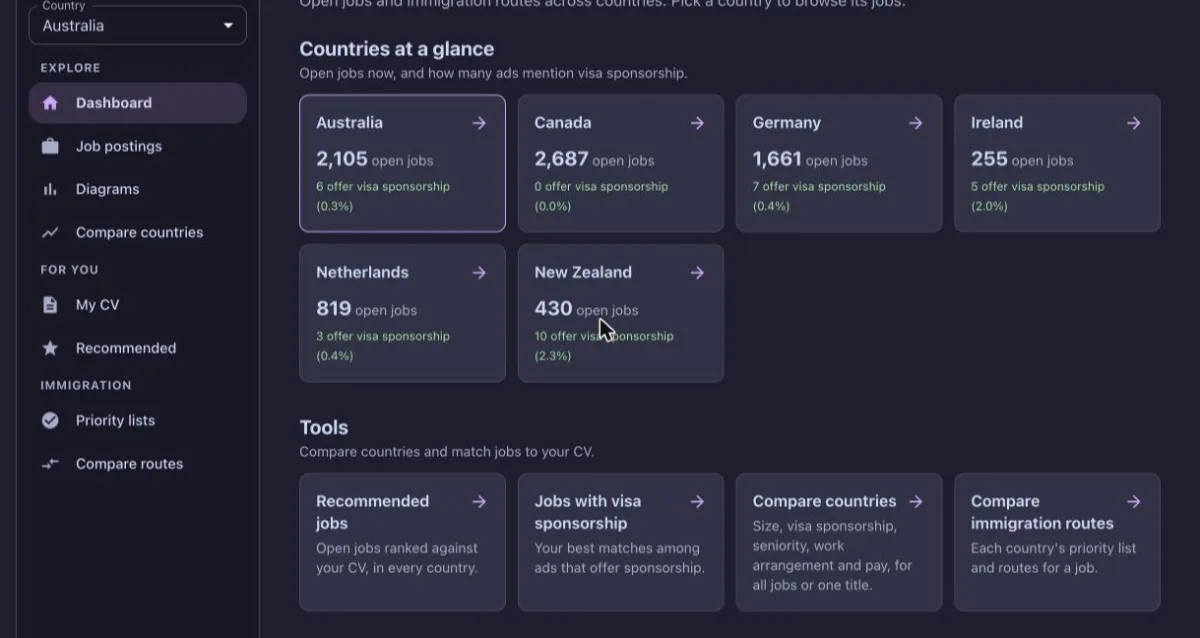 Country
Australia
EXPLORE
Dashboard
Job postings
Diagrams
Compare countries
FOR YOU
My CV
Recommended
IMMIGRATION
Priority lists
Compare routes
Open jobs and immigration routes across countries. Pick a country to browse its jobs.
Countries at a glance
Open jobs now, and how many ads mention visa sponsorship.
Australia
2,105 open jobs
6 offer visa sponsorship
(0.3%)
Canada
2,687 open jobs
0 offer visa sponsorship
(0.0%)
Germany
1,661 open jobs
7 offer visa sponsorship
(0.4%)
Ireland
255 open jobs
5 offer visa sponsorship
(2.0%)
Netherlands
819 open jobs
3 offer visa sponsorship
(0.4%)
New Zealand
430 open jobs
10 offer visa sponsorship
(2.3%)
Tools
Compare countries and match jobs to your CV.
Recommended
jobs
Open jobs ranked against
your CV, in every country.
Jobs with visa
sponsorship
Your best matches among
ads that offer sponsorship.
Compare countries
Size, visa sponsorship,
seniority, work
arrangement and pay, for
all jobs or one title.
Compare
immigration routes
Each country's priority list
and routes for a job.